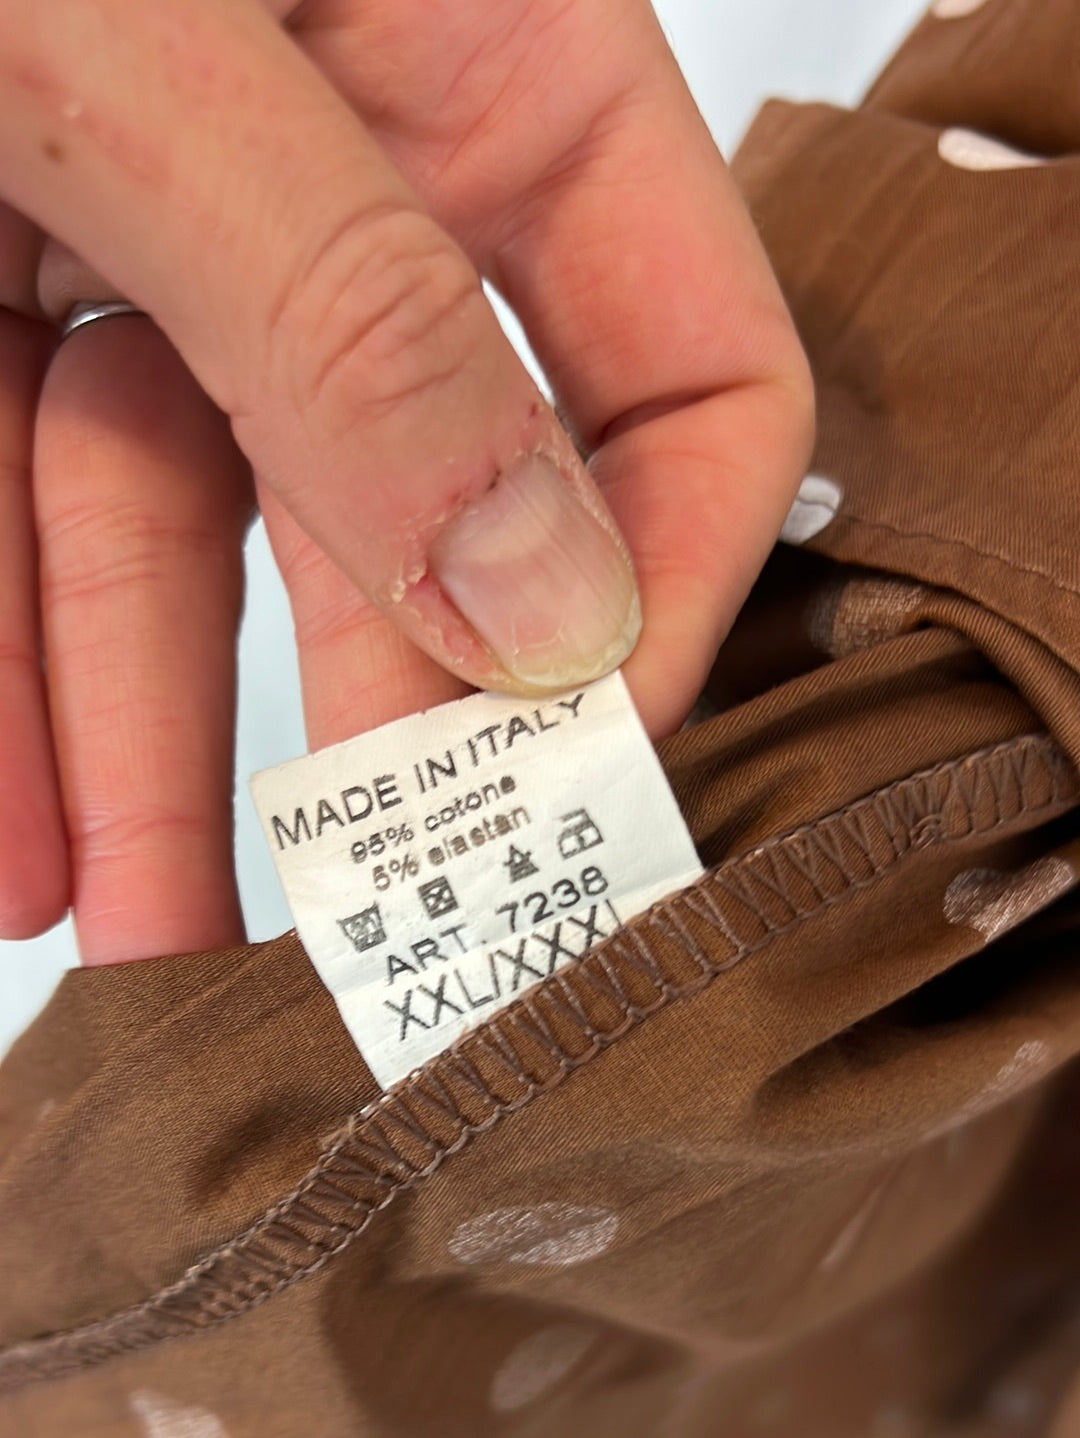 MADE IN ITALY
95% cotone
5% elastan
ART. 7238
XXL/XXXL